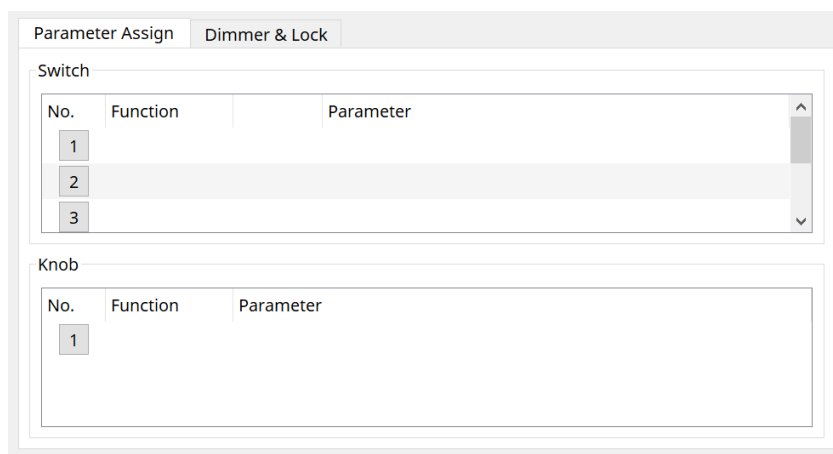 Parameter Assign Dimmer & Lock
Switch
No. Function Parameter
1
2
3
Knob
No. Function Parameter
1